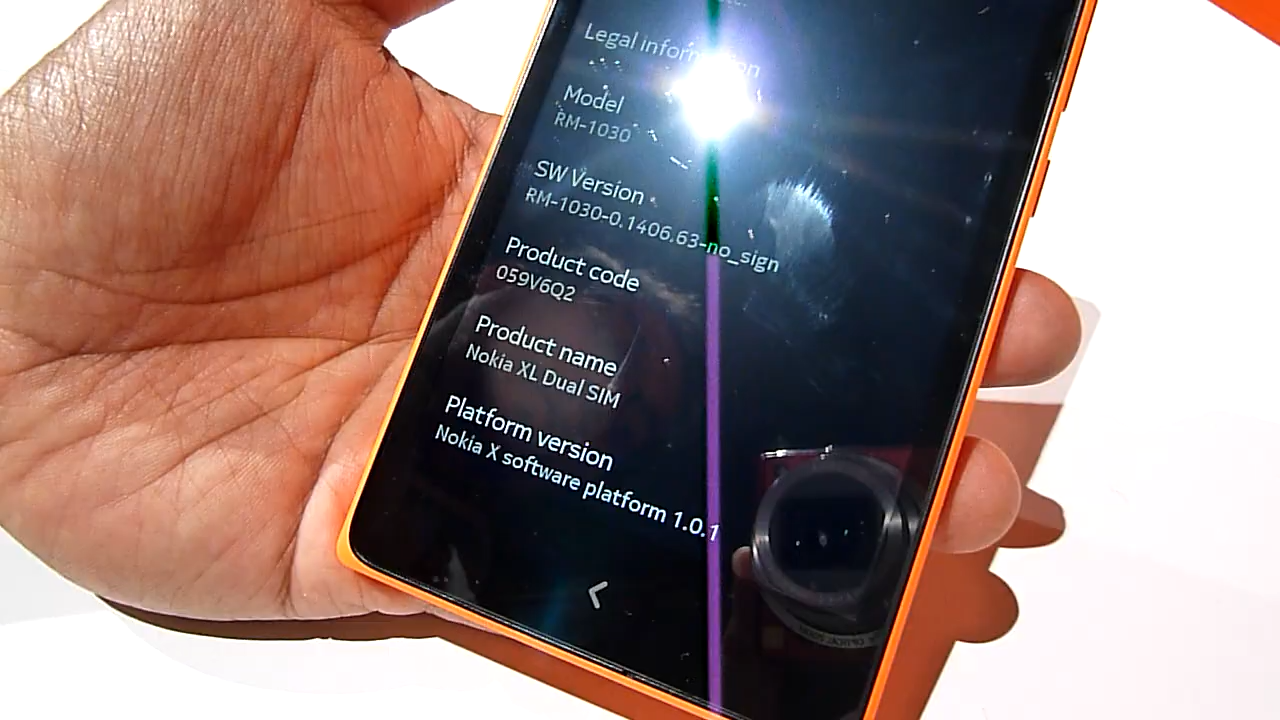 Legal information
Model
RM-1030
SW Version
RM-1030-0.1406.63-no_sign
Product code
059V6Q2
Product name
Nokia XL Dual SIM
Platform version
Nokia X software platform 1.0.1